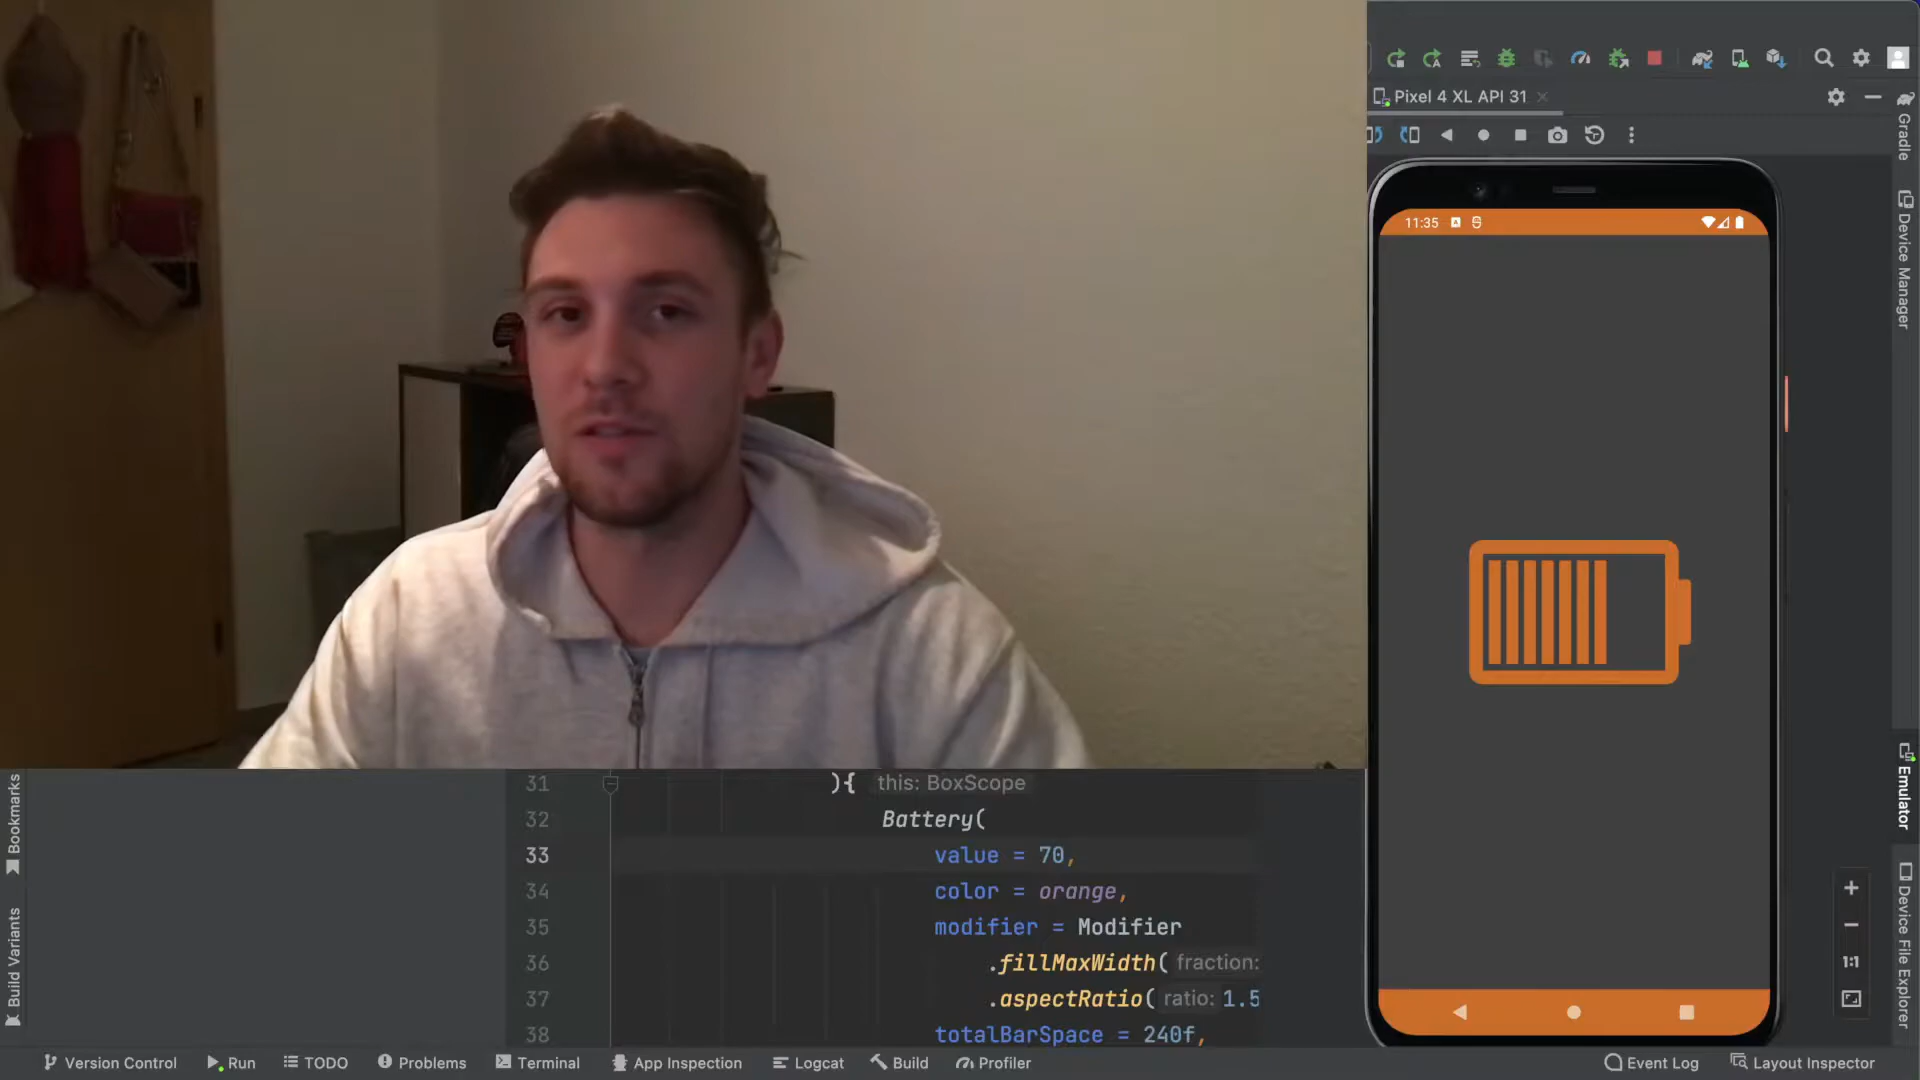 Pixel 4 XL API 31
Gradle
Device Manager
11:35
31 ){ this: BoxScope
32 Battery(
33 value = 70,
34 color = orange,
35 modifier = Modifier
36 .fillMaxWidth( fraction:
37 .aspectRatio( ratio: 1.5
38 totalBarSpace = 240f,
Bookmarks
Build Variants
Emulator
Device File Explorer
1:1
Version Control Run TODO Problems Terminal App Inspection Logcat Build Profiler Event Log Layout Inspector